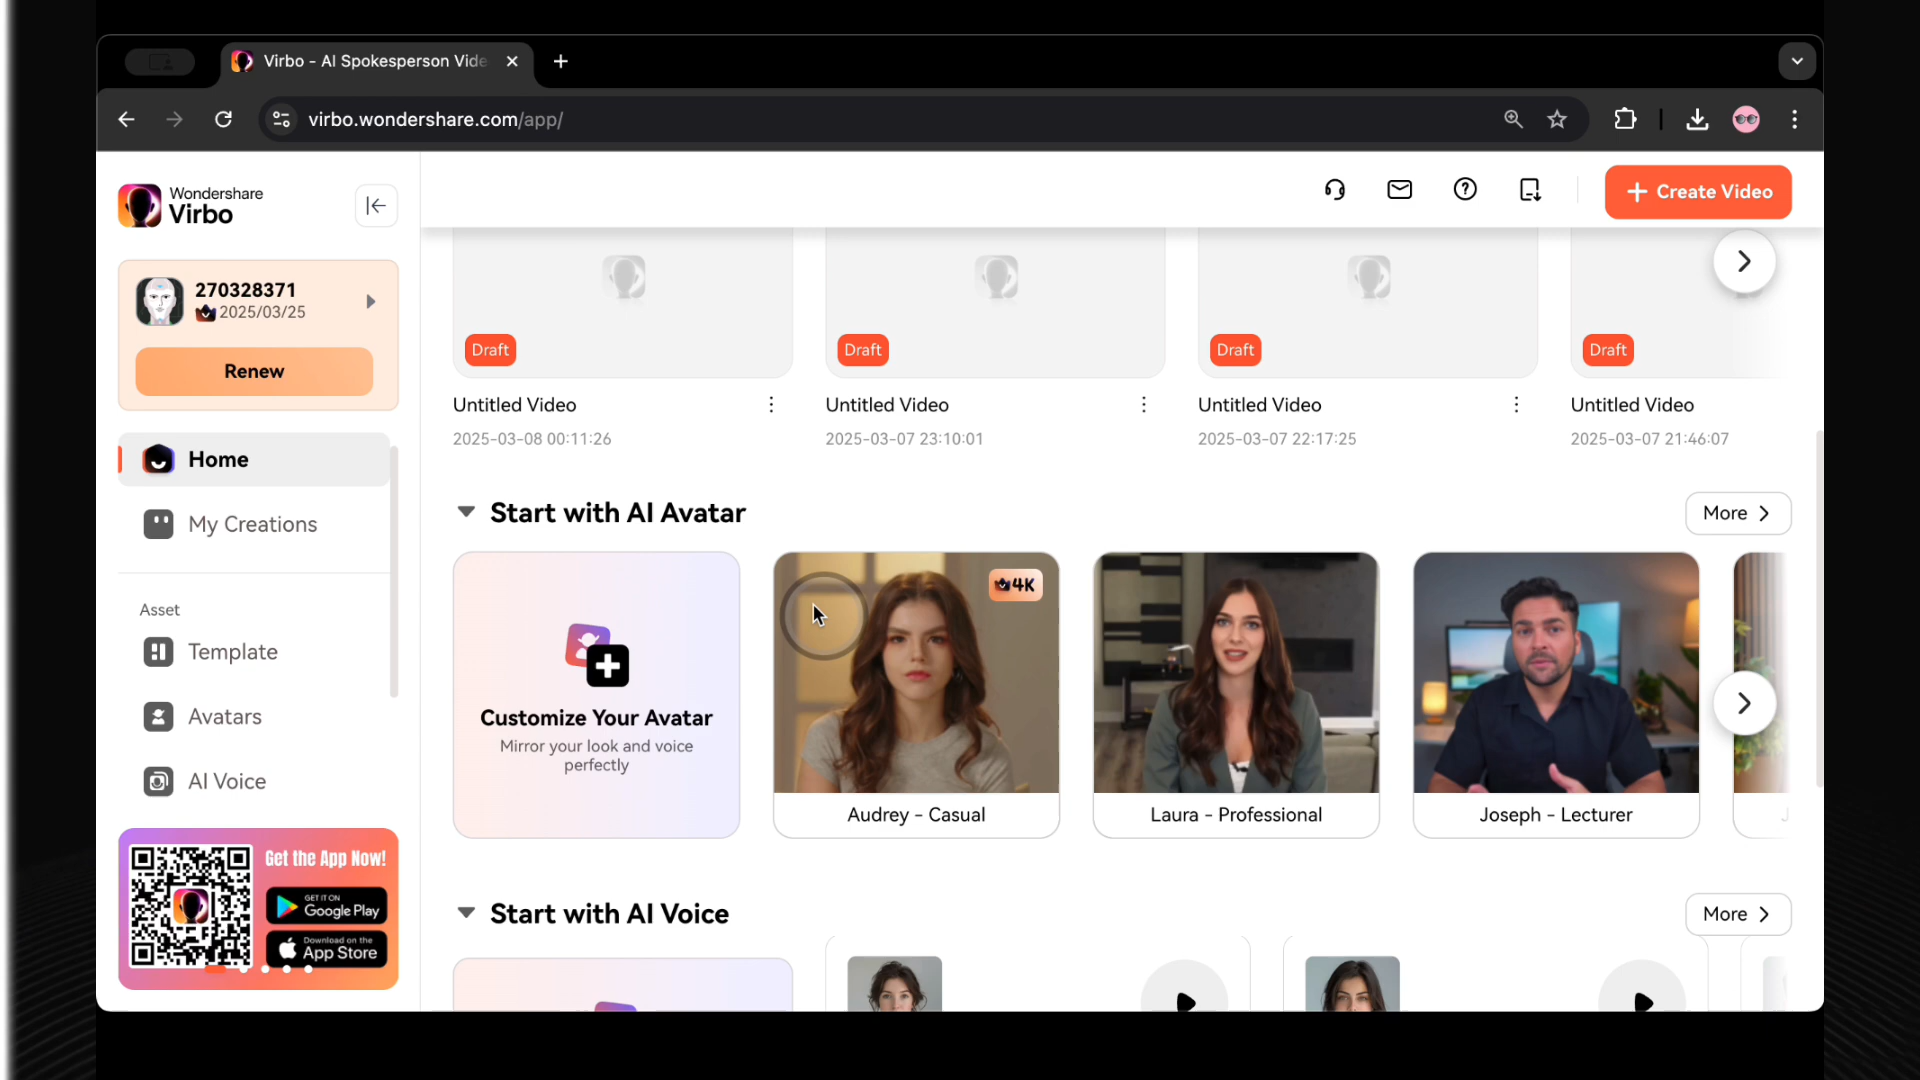 Virbo - AI Spokesperson Vide
virbo.wondershare.com/app/
Wondershare
Virbo
Create Video
270328371
2025/03/25
Renew
Home
My Creations
Asset
Template
Avatars
AI Voice
Get the App Now!
GET IT ON
Google Play
Download on the
App Store
Draft
Draft
Draft
Draft
Untitled Video
Untitled Video
Untitled Video
Untitled Video
2025-03-08 00:11:26
2025-03-07 23:10:01
2025-03-07 22:17:25
2025-03-07 21:46:07
Start with AI Avatar
More
4K
Customize Your Avatar
Mirror your look and voice
perfectly
Audrey - Casual
Laura - Professional
Joseph - Lecturer
Start with AI Voice
More